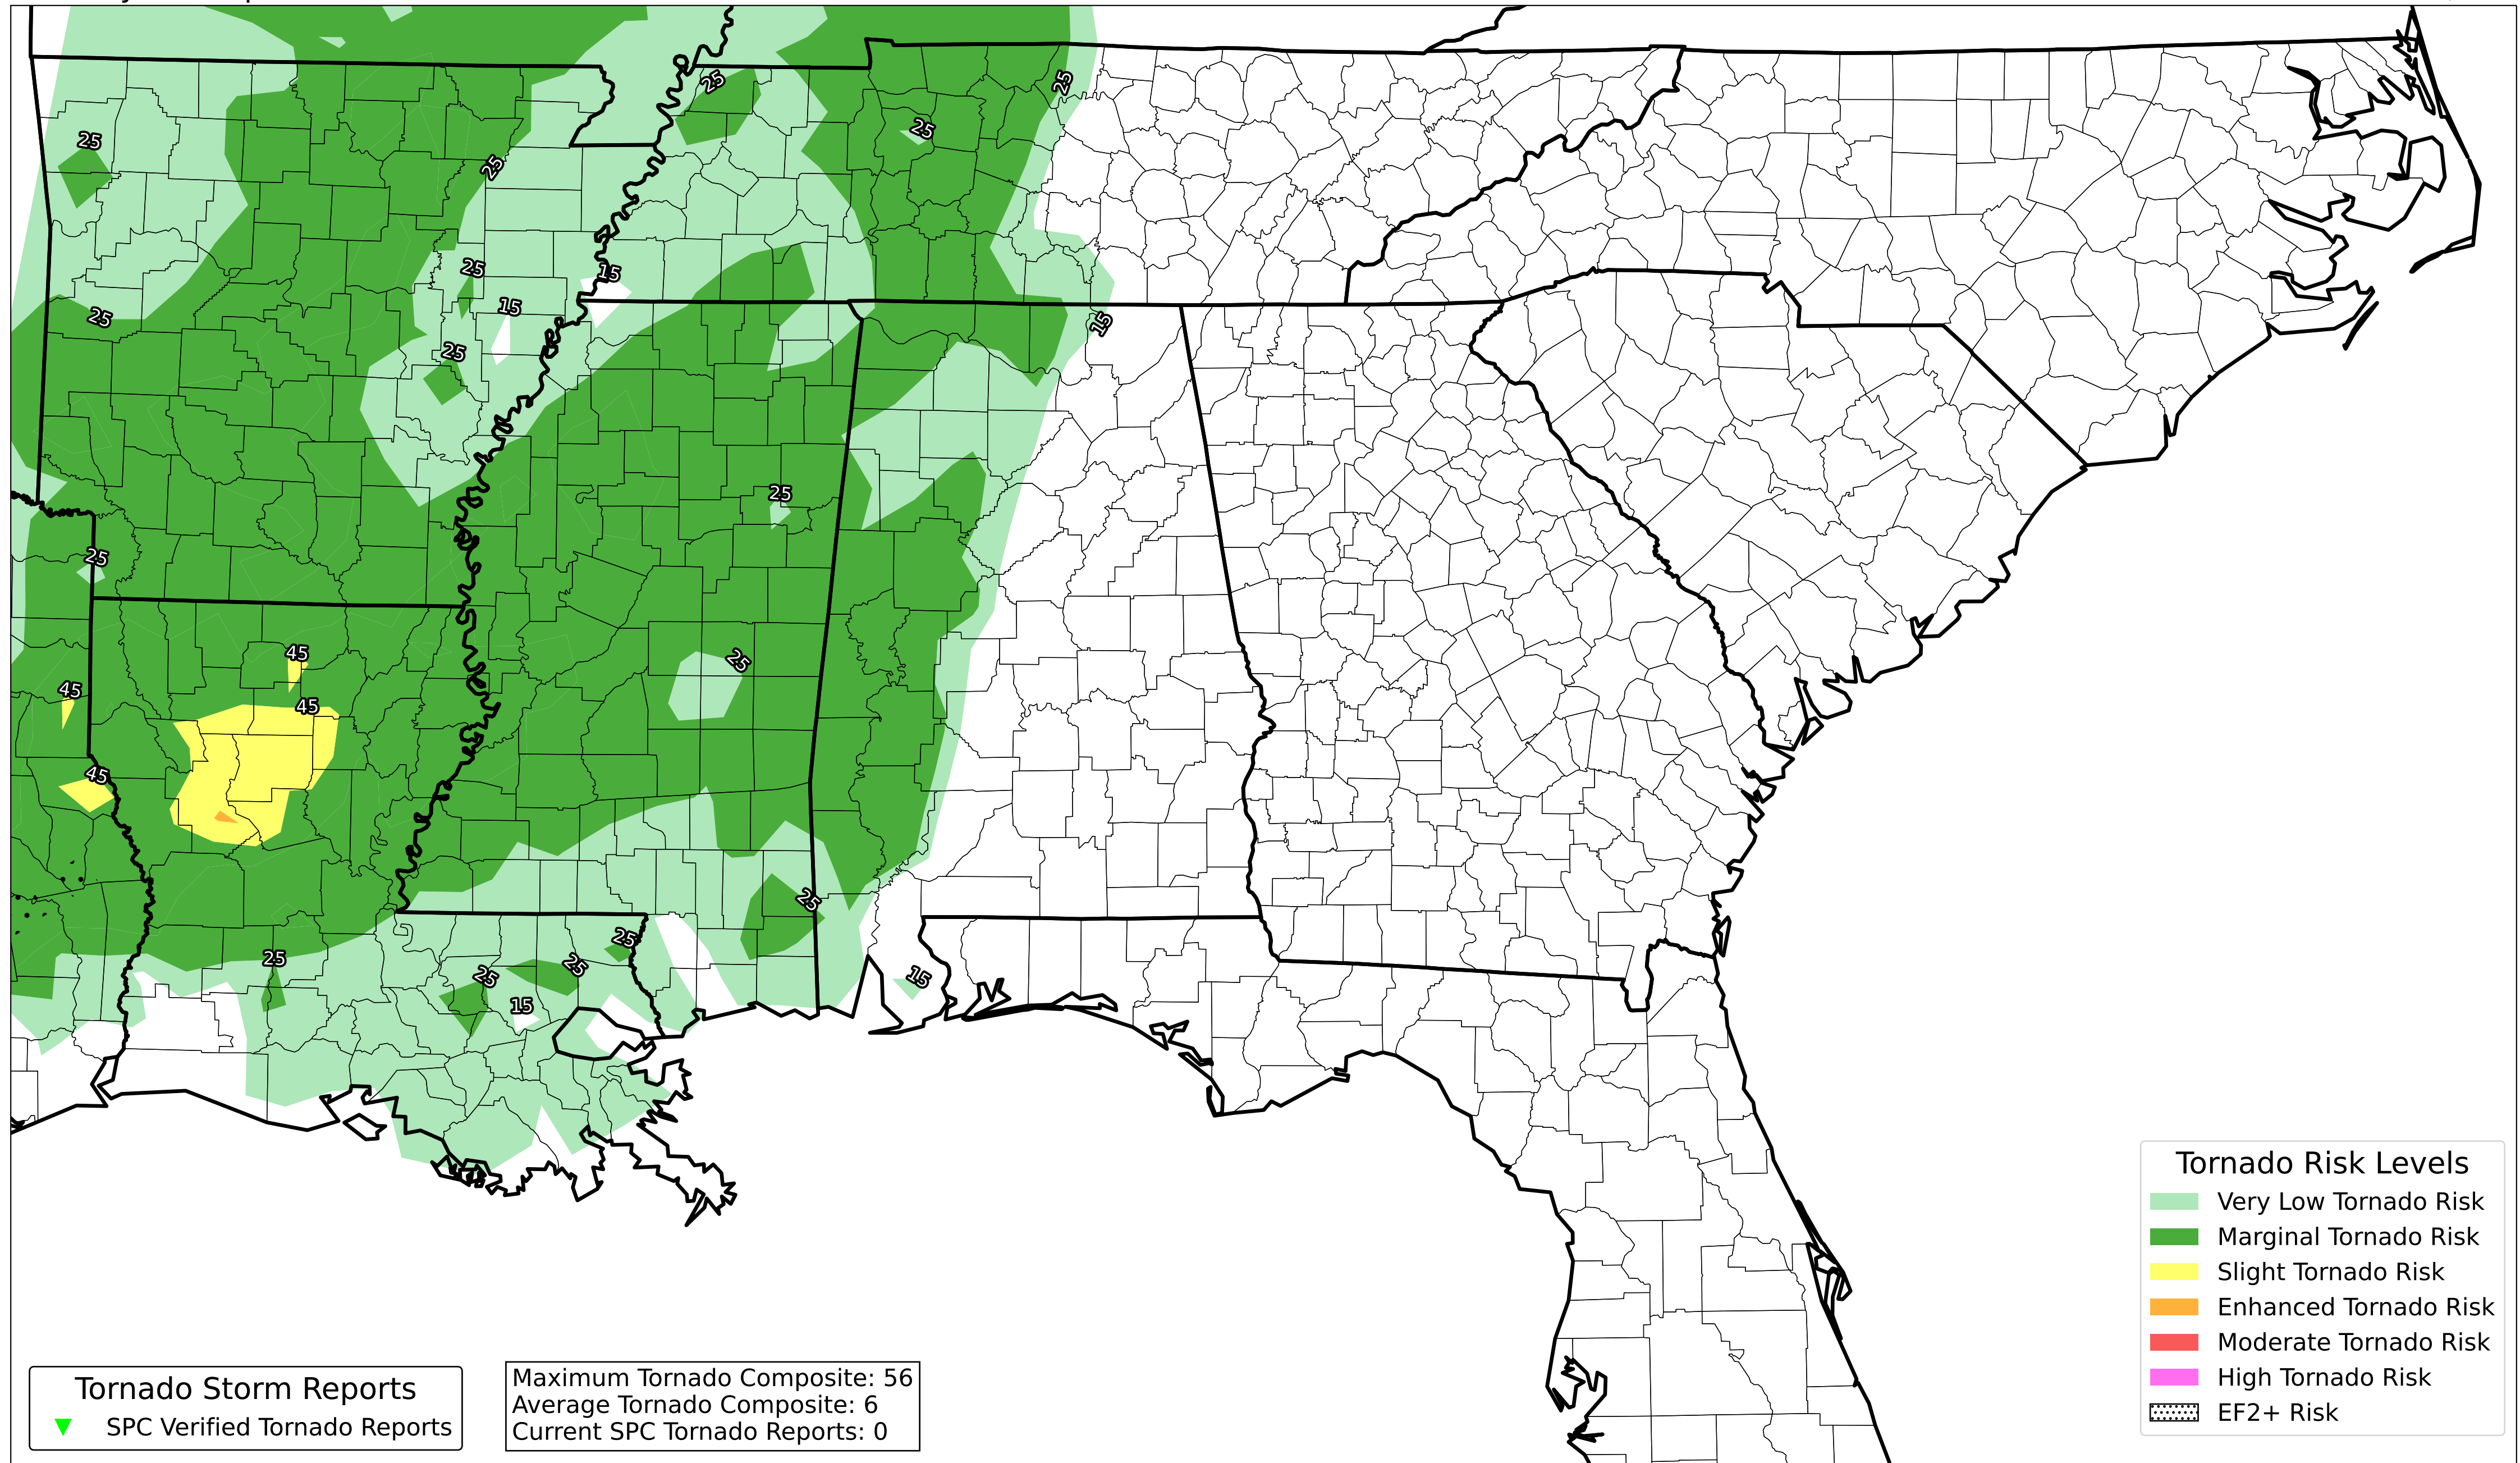 25
25
25
25
25
25
15
15
25
15
25
25
25
45
25
45
45
45
25
25
25
25
25
15
15
Tornado Risk Levels
Very Low Tornado Risk
Marginal Tornado Risk
Slight Tornado Risk
Enhanced Tornado Risk
Moderate Tornado Risk
High Tornado Risk
EF2+ Risk
Tornado Storm Reports
SPC Verified Tornado Reports
Maximum Tornado Composite: 56
Average Tornado Composite: 6
Current SPC Tornado Reports: 0